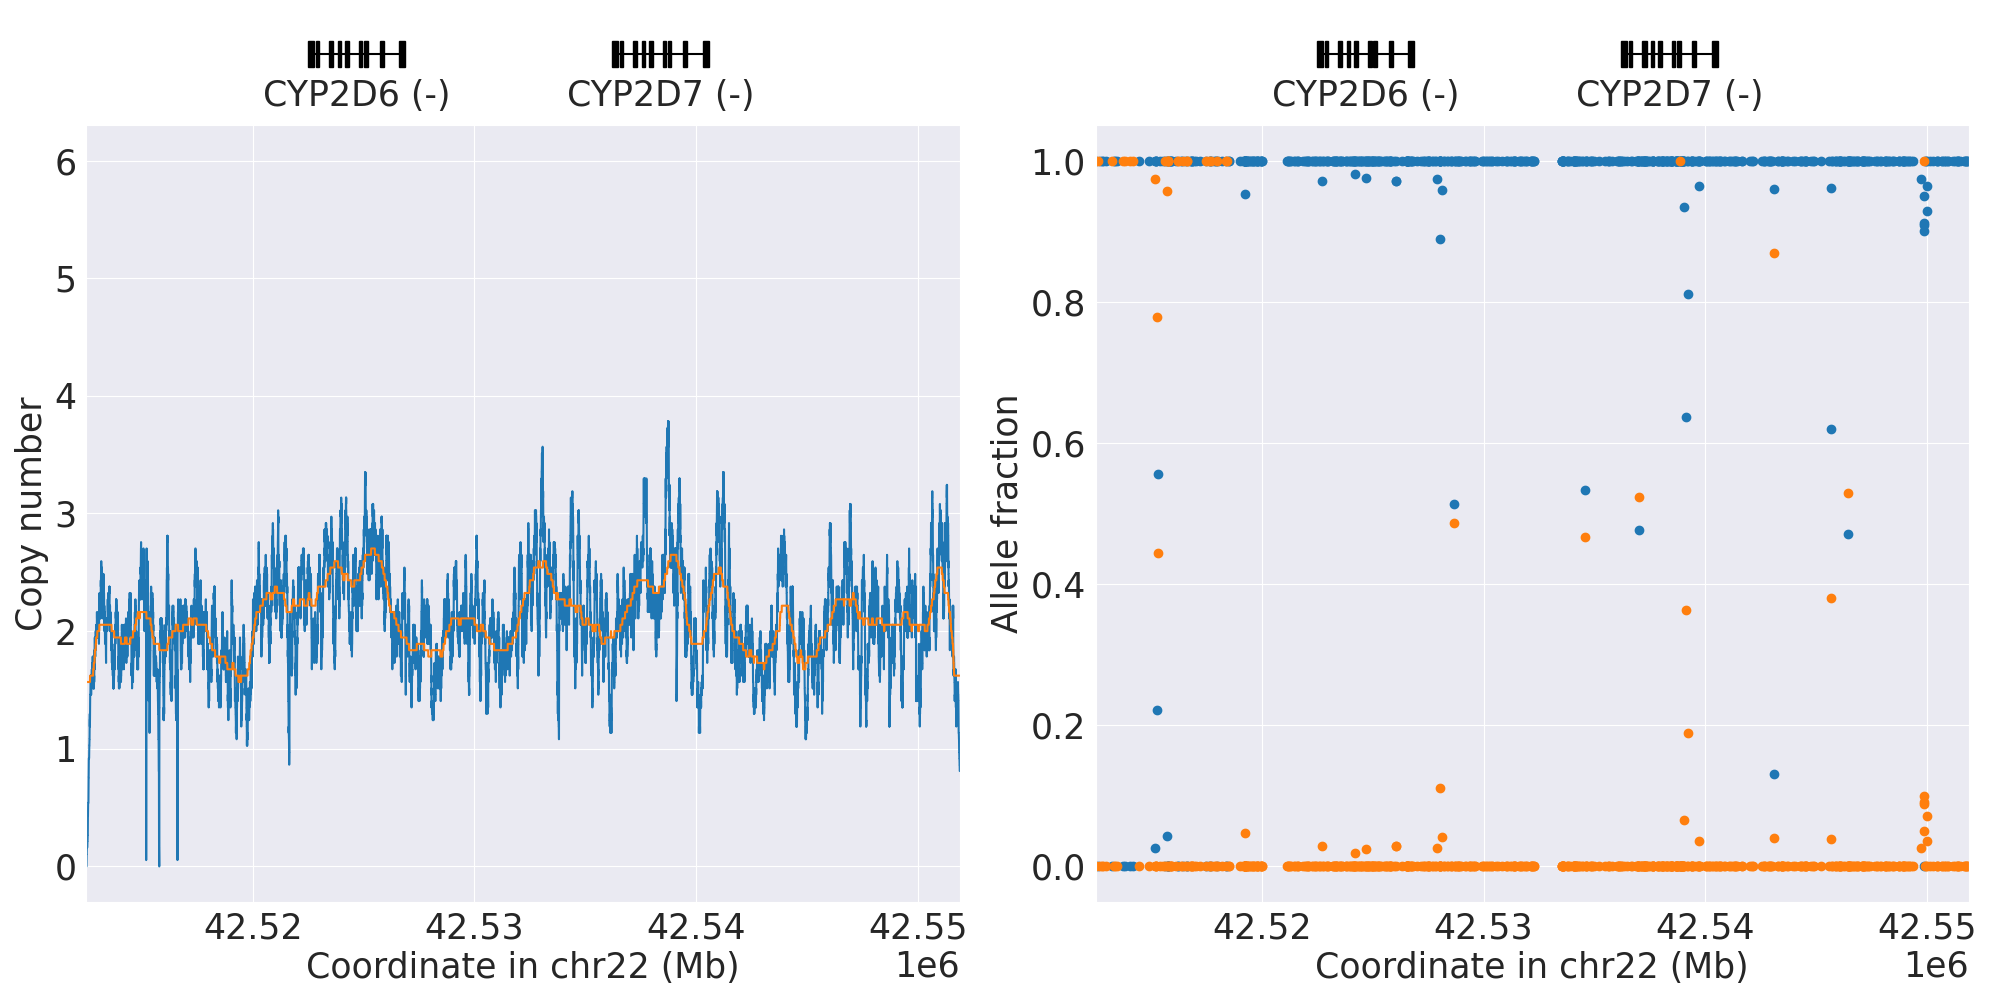 CYP2D6 (-) CYP2D7 (-)
CYP2D6 (-) CYP2D7 (-)
Copy number
6
5
4
3
2
1
0
42.52 42.53 42.54 42.55
Coordinate in chr22 (Mb) 1e6
Allele fraction
1.0
0.8
0.6
0.4
0.2
0.0
42.52 42.53 42.54 42.55
Coordinate in chr22 (Mb) 1e6